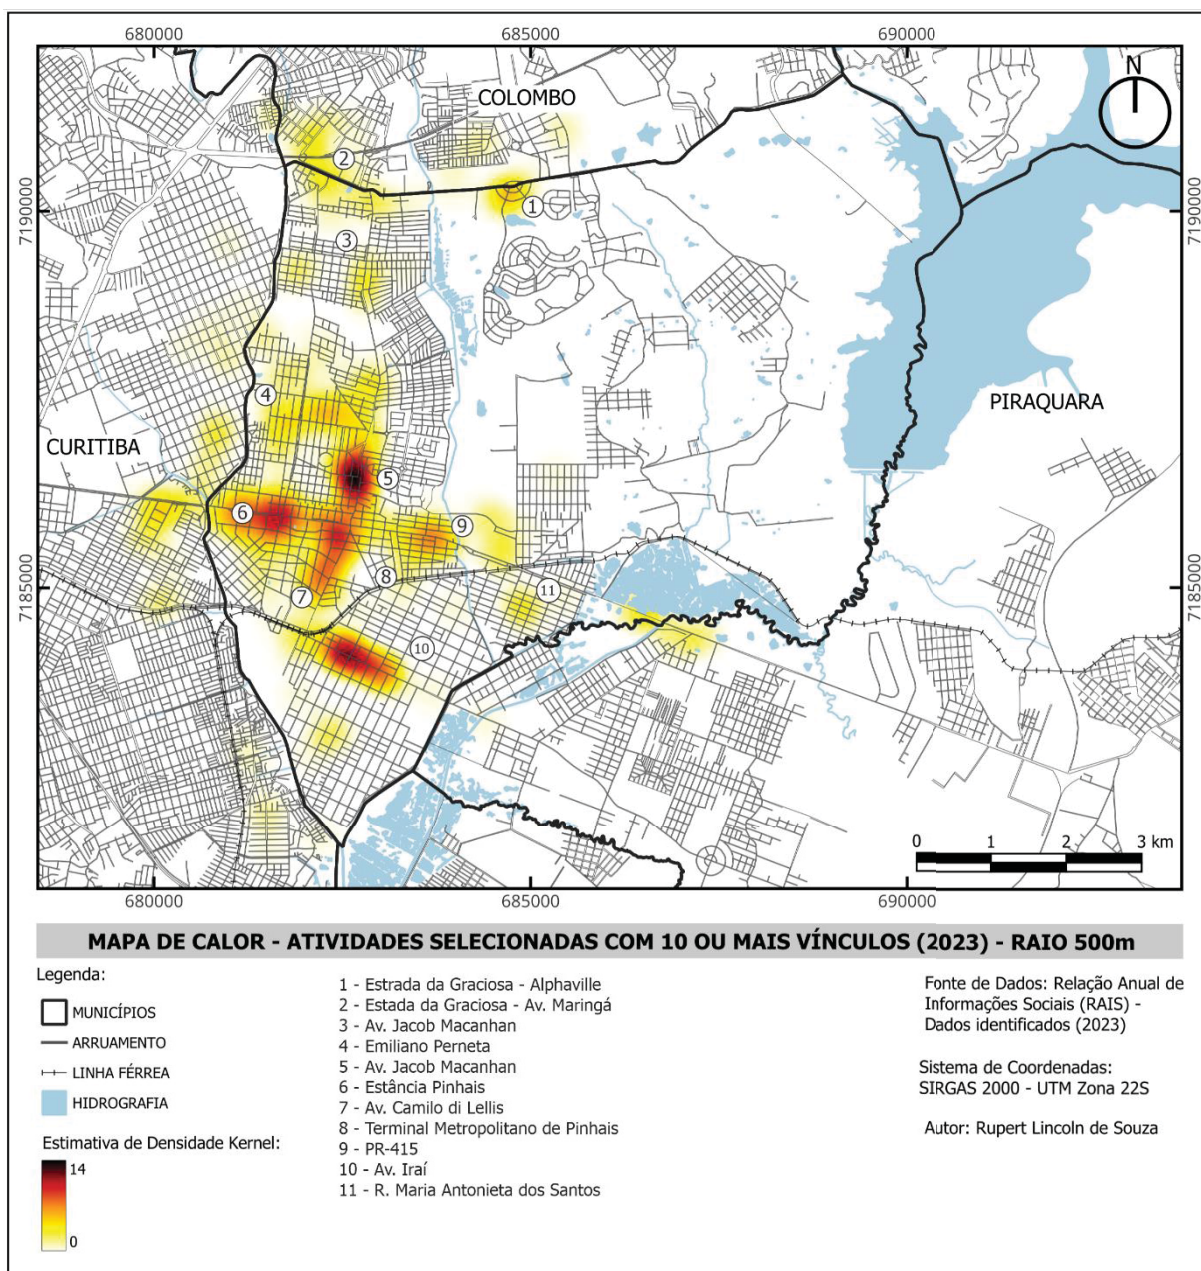 680000 685000 690000
N
COLOMBO
2
1
7190000 7190000
3
4
PIRAQUARA
CURITIBA
5
6
9
8
7
11
7185000 7185000
10
0 1 2 3 km
680000 685000 690000
MAPA DE CALOR - ATIVIDADES SELECIONADAS COM 10 OU MAIS VÍNCULOS (2023) - RAIO 500m
Legenda:
MUNICÍPIOS
ARRUAMENTO
LINHA FÉRREA
HIDROGRAFIA
Estimativa de Densidade Kernel:
14
0
1 - Estrada da Graciosa - Alphaville
2 - Estada da Graciosa - Av. Maringá
3 - Av. Jacob Macanhan
4 - Emiliano Perneta
5 - Av. Jacob Macanhan
6 - Estância Pinhais
7 - Av. Camilo di Lellis
8 - Terminal Metropolitano de Pinhais
9 - PR-415
10 - Av. Iraí
11 - R. Maria Antonieta dos Santos
Fonte de Dados: Relação Anual de
Informações Sociais (RAIS) -
Dados identificados (2023)
Sistema de Coordenadas:
SIRGAS 2000 - UTM Zona 22S
Autor: Rupert Lincoln de Souza